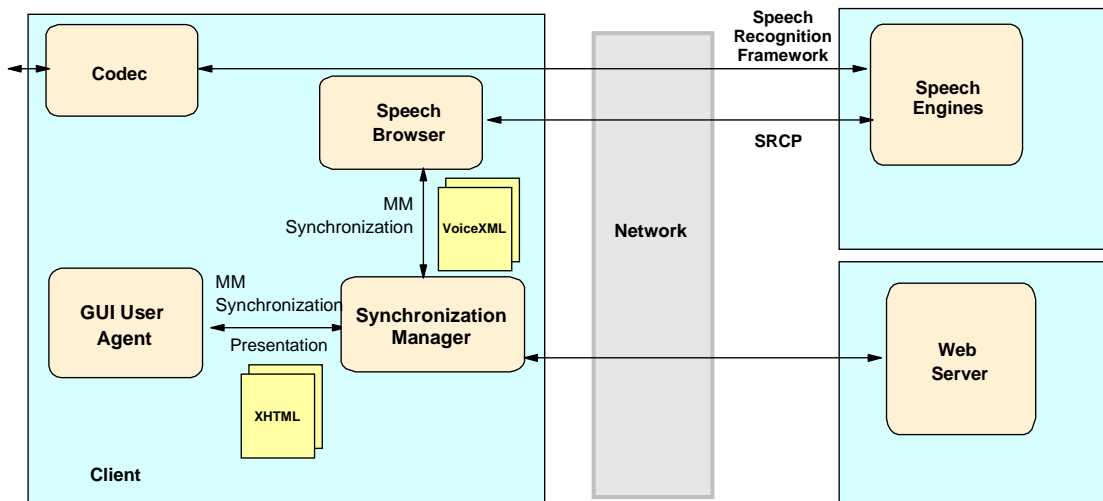 Speech
Recognition
Framework
Codec
Speech
Engines
Speech
Browser
SRCP
MM
Synchronization
VoiceXML
Network
GUI User
Agent
MM
Synchronization
Presentation
Synchronization
Manager
Web
Server
XHTML
Client